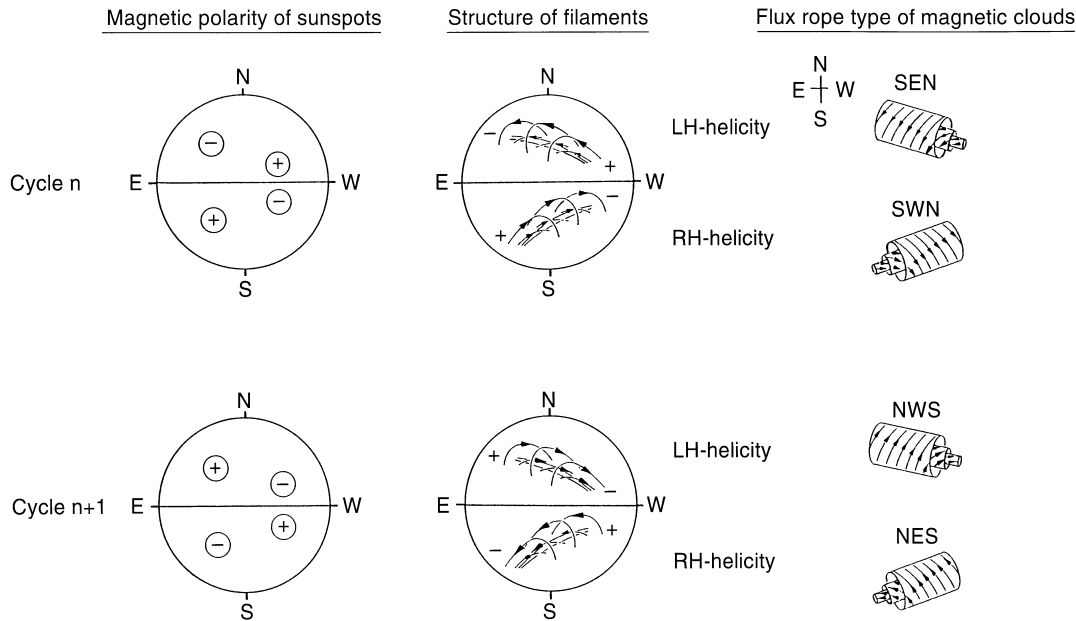 Magnetic polarity of sunspots Structure of filaments Flux rope type of magnetic clouds
N N N
E W
S
SEN
LH-helicity
− + − +
Cycle n E W E W
− + − +
SWN
RH-helicity
S S
N N NWS
LH-helicity
+ − + −
Cycle n+1 E W E W
+ − + −
NES
RH-helicity
S S